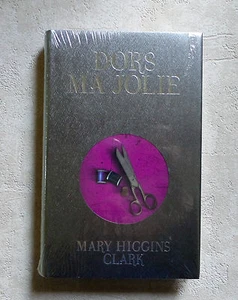 DORS
MA JOLIE
MARY HIGGINS
CLARK